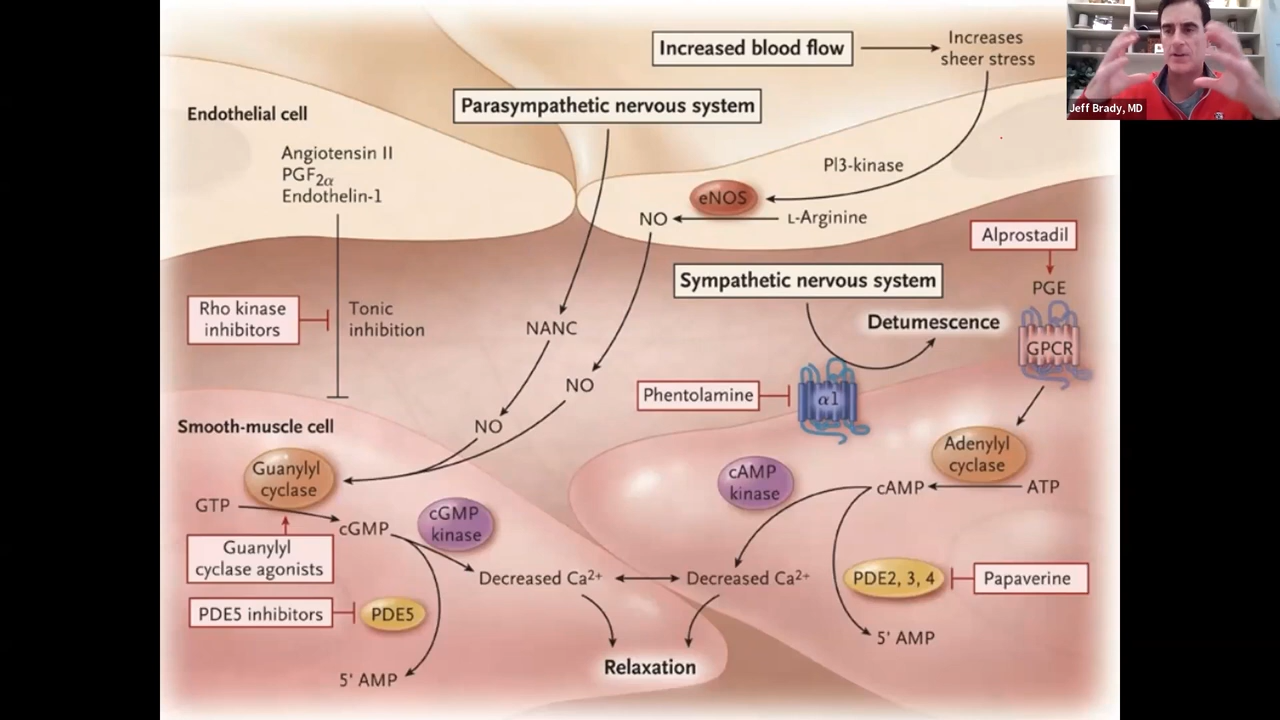 Increased blood flow
Increases
sheer stress
Jeff Brady, MD
Parasympathetic nervous system
Endothelial cell
Angiotensin II
PGF2α
Endothelin-1
PI3-kinase
eNOS
NO
L-Arginine
Alprostadil
Sympathetic nervous system
PGE
Rho kinase
inhibitors
Tonic
inhibition
NANC
Detumescence
GPCR
NO
Phentolamine
α1
NO
Smooth-muscle cell
Guanylyl
cyclase
Adenylyl
cyclase
cAMP
kinase
cAMP
ATP
GTP
cGMP
cGMP
kinase
Guanylyl
cyclase agonists
Decreased Ca2+
Decreased Ca2+
PDE2, 3, 4
Papaverine
PDE5 inhibitors
PDE5
5' AMP
Relaxation
5' AMP